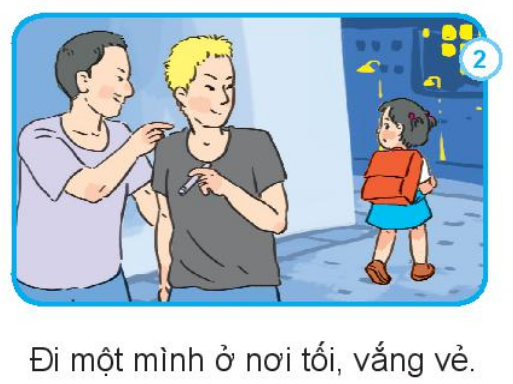 2
Đi một mình ở nơi tối, vắng vẻ.